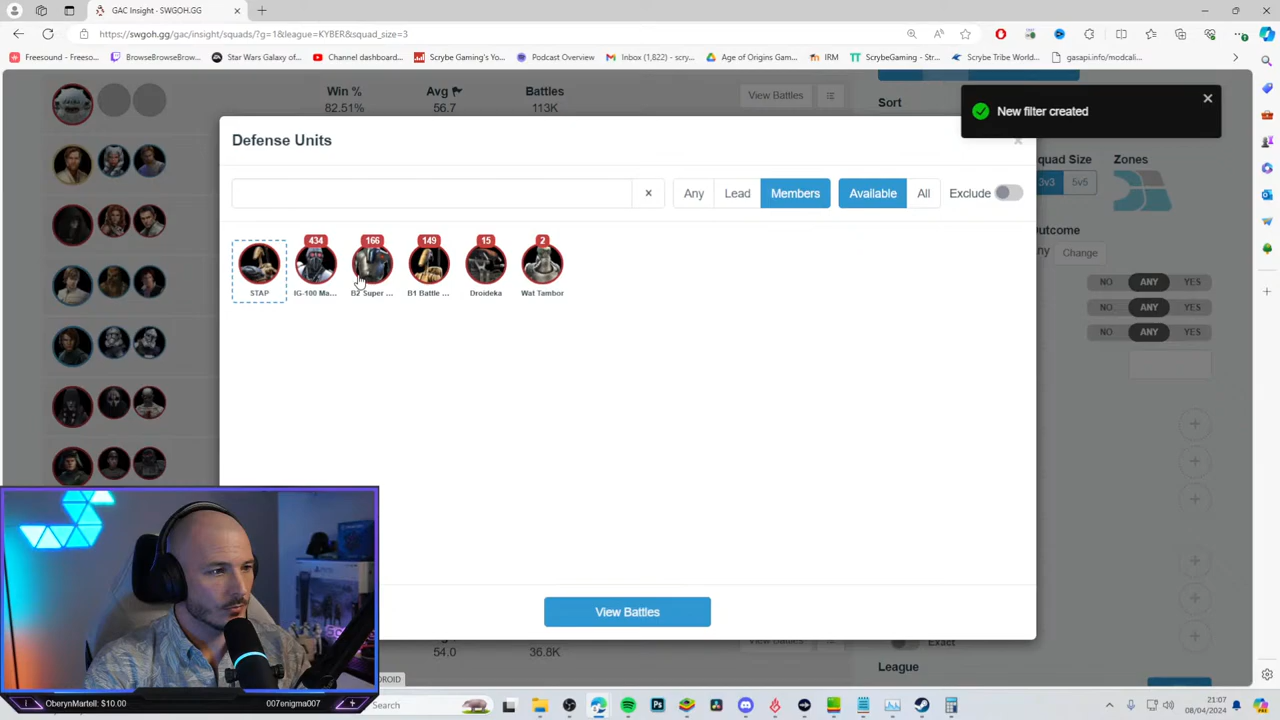 GAC Insight - SWGOH.GG
https://swgoh.gg/gac/insight/squads/?g=1&league=KYBER&squad_size=3
Freesound - Freeso...
BrowseBrowseBrow...
Star Wars Galaxy of...
Channel dashboard...
Scrybe Gaming's Yo...
Podcast Overview
Inbox (1,822) - scry...
Age of Origins Gam...
IRM
ScrybeGaming - Str...
Scrybe Tribe World...
gasapi.info/modcali...
Win %
Avg
Battles
82.51%
56.7
113K
View Battles
Sort
New filter created
Defense Units
Any
Lead
Members
Available
All
Exclude
Squad Size
Zones
3v3
5v5
Outcome
Any
Change
NO
ANY
YES
NO
ANY
YES
NO
ANY
YES
434
166
149
15
2
STAP
IG-100 Ma...
B2 Super ...
B1 Battle ...
Droideka
Wat Tambor
View Battles
54.0
36.8K
View Battles
Exact
League
DROID
OberynMartell: $10.00
007enigma007
Search
21:07
08/04/2024